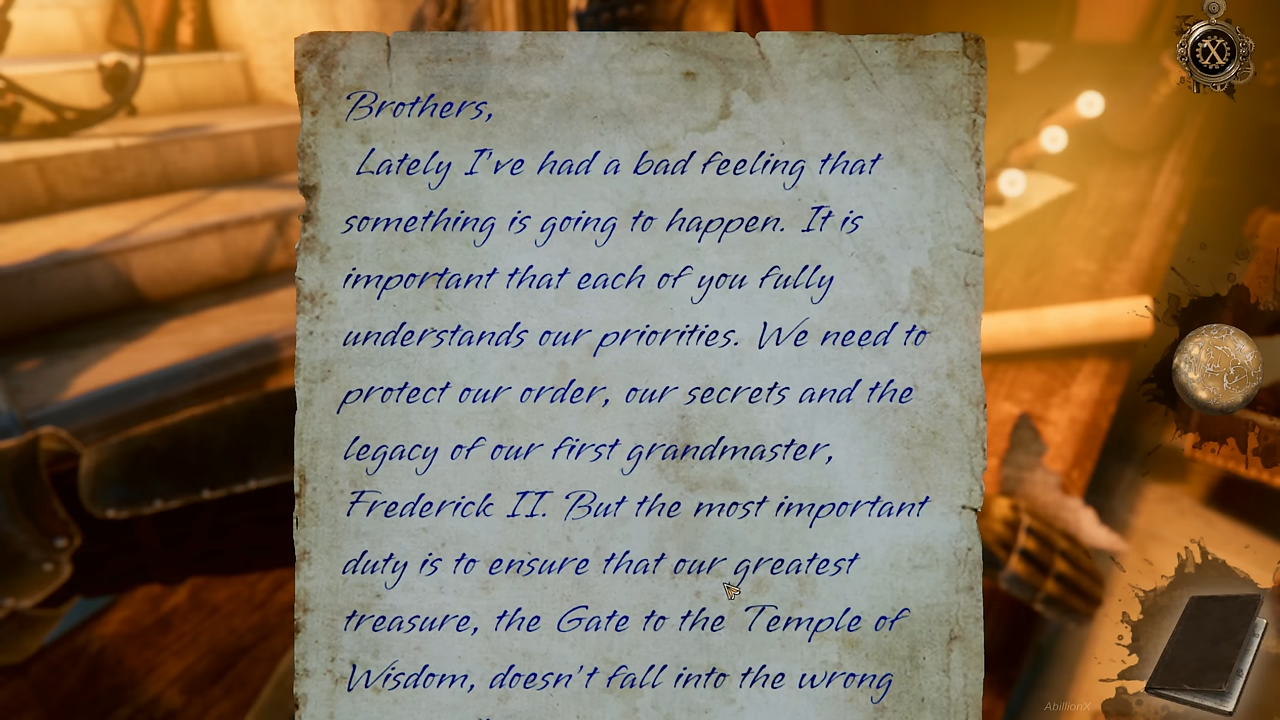 Brothers,
Lately I've had a bad feeling that
something is going to happen. It is
important that each of you fully
understands our priorities. We need to
protect our order, our secrets and the
legacy of our first grandmaster,
Frederick II. But the most important
duty is to ensure that our greatest
treasure, the Gate to the Temple of
Wisdom, doesn't fall into the wrong
X
AbillionX